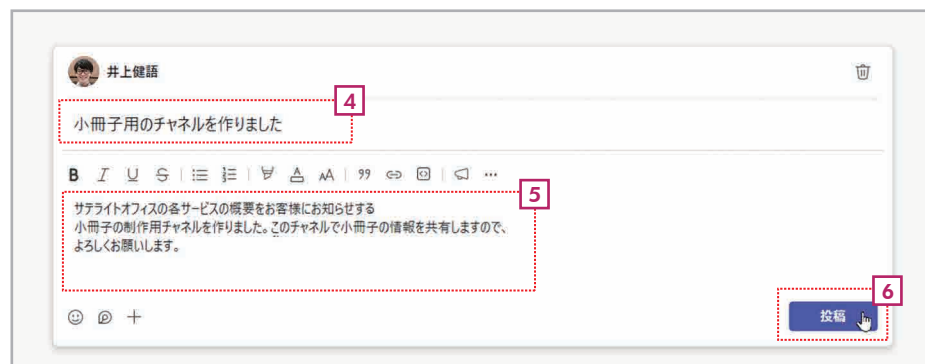 井上健語
4
小冊子用のチャネルを作りました
B I U S A AA 99 …
5
サテライトオフィスの各サービスの概要をお客様にお知らせする
小冊子の制作用チャネルを作りました。このチャネルで小冊子の情報を共有しますので、
よろしくお願いします。
6
投稿